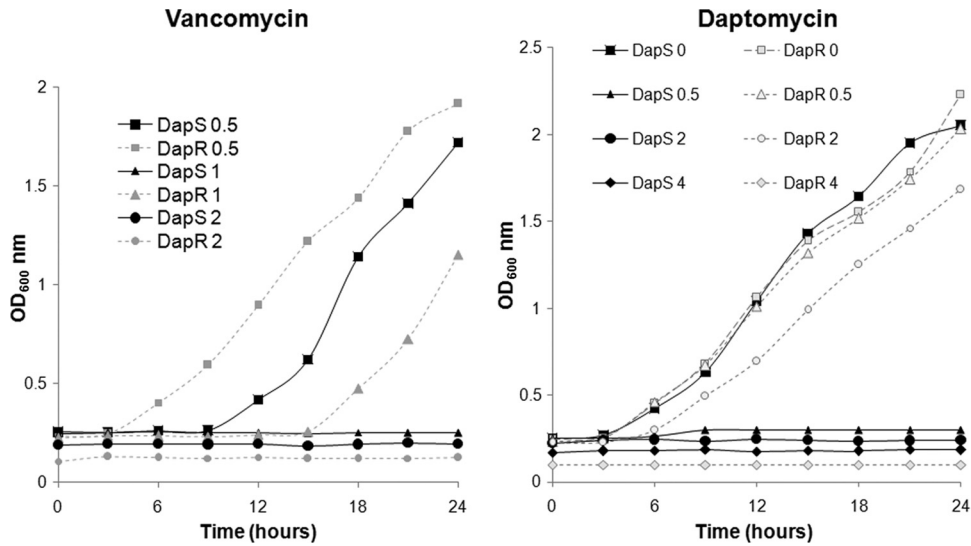 Vancomycin
2
1.5
1
0.5
0
OD600 nm
DapS 0.5
DapR 0.5
DapS 1
DapR 1
DapS 2
DapR 2
0 6 12 18 24
Time (hours)
Daptomycin
2.5
2
1.5
1
0.5
0
OD600 nm
DapS 0 DapR 0
DapS 0.5 DapR 0.5
DapS 2 DapR 2
DapS 4 DapR 4
0 6 12 18 24
Time (hours)